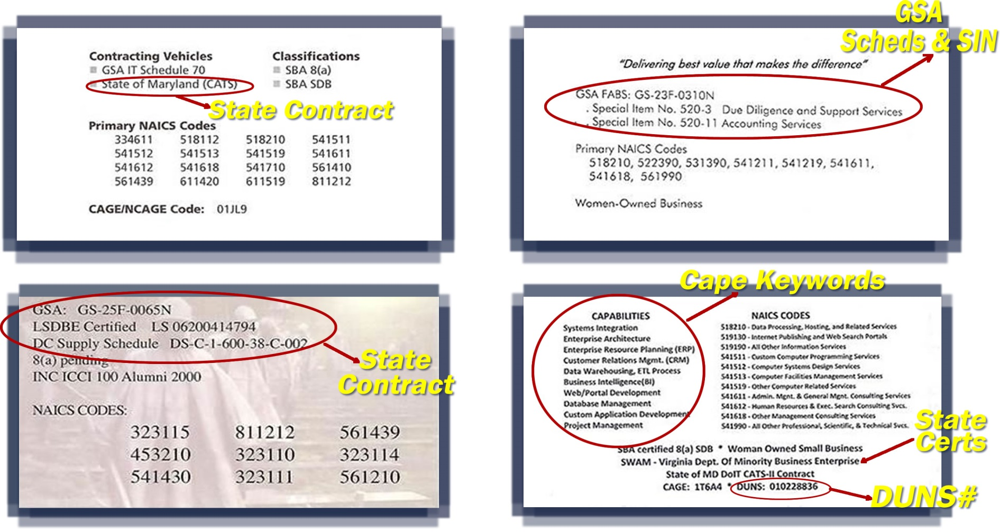 Contracting Vehicles
GSA IT Schedule 70
State of Maryland (CATS)
Classifications
SBA 8(a)
SBA SDB
State Contract
Primary NAICS Codes
334611 518112 518210 541511
541512 541513 541519 541611
541612 541618 541710 561410
561439 611420 611519 811212
CAGE/NCAGE Code: 01JL9
GSA
Scheds & SIN
"Delivering best value that makes the difference"
GSA FABS: GS-23F-0310N
. Special Item No. 520-3 Due Diligence and Support Services
. Special Item No. 520-11 Accounting Services
Primary NAICS Codes
518210, 522390, 531390, 541211, 541219, 541611,
541618, 561990
Women-Owned Business
GSA: GS-25F-0065N
LSDBE Certified LS 06200414794
DC Supply Schedule DS-C-1-600-38-C-002
8(a) pending
INC ICCI 100 Alumni 2000
State
Contract
NAICS CODES:
323115 811212 561439
453210 323110 323114
541430 323111 561210
Cape Keywords
CAPABILITIES
Systems Integration
Enterprise Architecture
Enterprise Resource Planning (ERP)
Customer Relations Mgmt. (CRM)
Data Warehousing, ETL Process
Business Intelligence(BI)
Web/Portal Development
Database Management
Custom Application Development
Project Management
NAICS CODES
518210 - Data Processing, Hosting, and Related Services
519130 - Internet Publishing and Web Search Portals
519190 - All Other Information Services
541511 - Custom Computer Programming Services
541512 - Computer Systems Design Services
541513 - Computer Facilities Management Services
541519 - Other Computer Related Services
541611 - Admin. Mgnt. & General Mgnt. Consulting Services
541612 - Human Resources & Exec. Search Consulting Svcs.
541618 - Other Management Consulting Services
541990 - All Other Professional, Scientific, & Technical Svcs.
State
Certs
SBA certified 8(a) SDB * Woman Owned Small Business
SWAM - Virginia Dept. Of Minority Business Enterprise
State of MD DoIT CATS-II Contract
CAGE: 1T6A4 * DUNS: 010228836
DUNS#